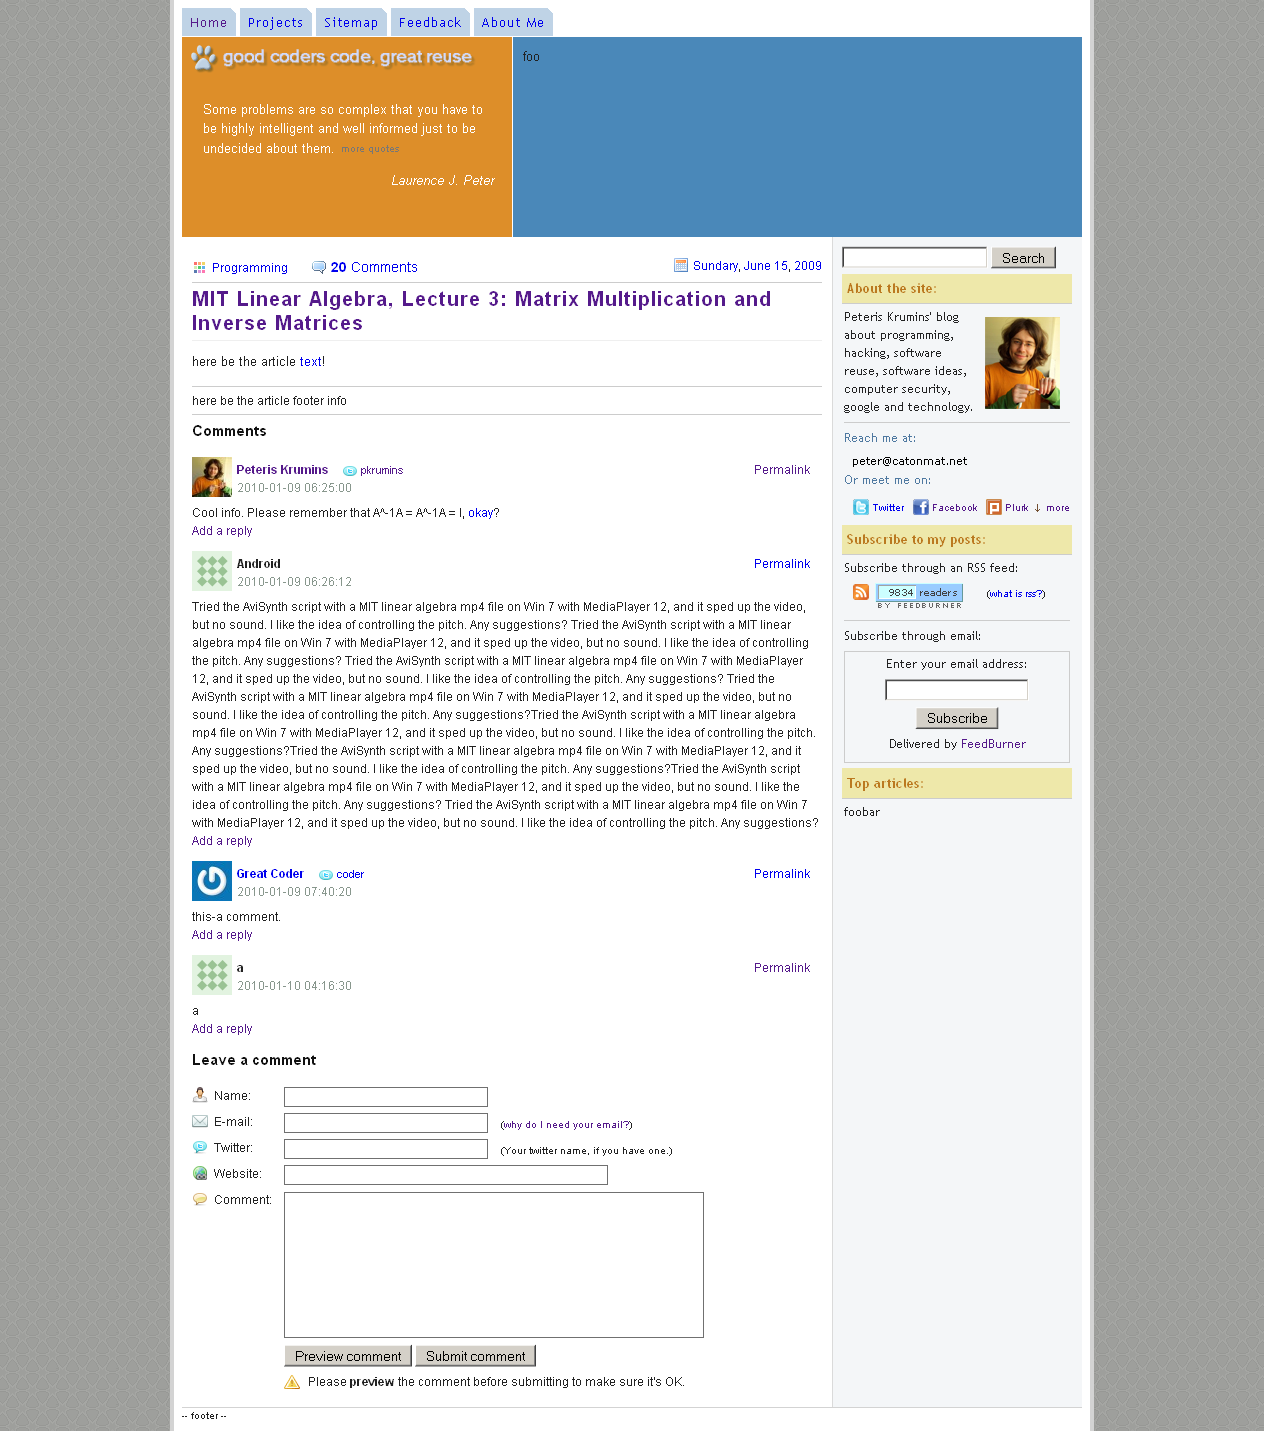 Home Projects Sitemap Feedback About Me
good coders code, great reuse
foo
Some problems are so complex that you have to
be highly intelligent and well informed just to be
undecided about them. more quotes
Laurence J. Peter
Programming 20 Comments Sundary, June 15, 2009
MIT Linear Algebra, Lecture 3: Matrix Multiplication and
Inverse Matrices
here be the article text!
here be the article footer info
Comments
Peteris Krumins pkrumins Permalink
2010-01-09 06:25:00
Cool info. Please remember that A^-1A = A^-1A = I, okay?
Add a reply
Android Permalink
2010-01-09 06:26:12
Tried the AviSynth script with a MIT linear algebra mp4 file on Win 7 with MediaPlayer 12, and it sped up the video,
but no sound. I like the idea of controlling the pitch. Any suggestions? Tried the AviSynth script with a MIT linear
algebra mp4 file on Win 7 with MediaPlayer 12, and it sped up the video, but no sound. I like the idea of controlling
the pitch. Any suggestions? Tried the AviSynth script with a MIT linear algebra mp4 file on Win 7 with MediaPlayer
12, and it sped up the video, but no sound. I like the idea of controlling the pitch. Any suggestions? Tried the
AviSynth script with a MIT linear algebra mp4 file on Win 7 with MediaPlayer 12, and it sped up the video, but no
sound. I like the idea of controlling the pitch. Any suggestions?Tried the AviSynth script with a MIT linear algebra
mp4 file on Win 7 with MediaPlayer 12, and it sped up the video, but no sound. I like the idea of controlling the pitch.
Any suggestions?Tried the AviSynth script with a MIT linear algebra mp4 file on Win 7 with MediaPlayer 12, and it
sped up the video, but no sound. I like the idea of controlling the pitch. Any suggestions?Tried the AviSynth script
with a MIT linear algebra mp4 file on Win 7 with MediaPlayer 12, and it sped up the video, but no sound. I like the
idea of controlling the pitch. Any suggestions? Tried the AviSynth script with a MIT linear algebra mp4 file on Win 7
with MediaPlayer 12, and it sped up the video, but no sound. I like the idea of controlling the pitch. Any suggestions?
Add a reply
Great Coder coder Permalink
2010-01-09 07:40:20
this-a comment.
Add a reply
a Permalink
2010-01-10 04:16:30
a
Add a reply
Leave a comment
Name:
E-mail: (why do I need your email?)
Twitter: (Your twitter name, if you have one.)
Website:
Comment:
Preview comment Submit comment
Please preview the comment before submitting to make sure it's OK.
Search
About the site:
Peteris Krumins' blog
about programming,
hacking, software
reuse, software ideas,
computer security,
google and technology.
Reach me at:
peter@catonmat.net
Or meet me on:
Twitter Facebook Plurk ↓ more
Subscribe to my posts:
Subscribe through an RSS feed:
9834 readers (what is rss?)
BY FEEDBURNER
Subscribe through email:
Enter your email address:
Subscribe
Delivered by FeedBurner
Top articles:
foobar
-- footer --